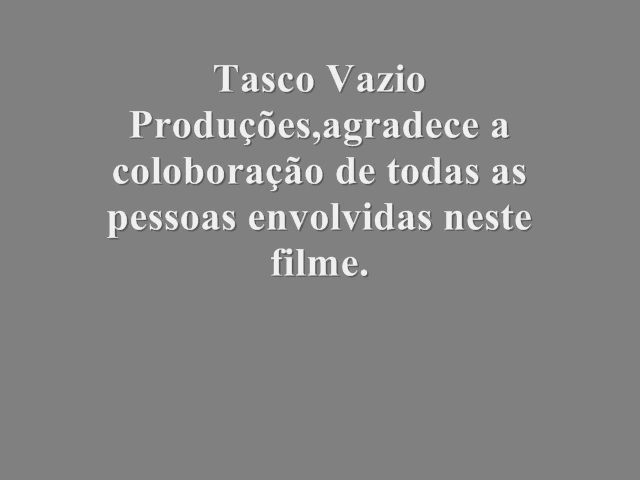 Tasco Vazio
Produções,agradece a
coloboração de todas as
pessoas envolvidas neste
filme.